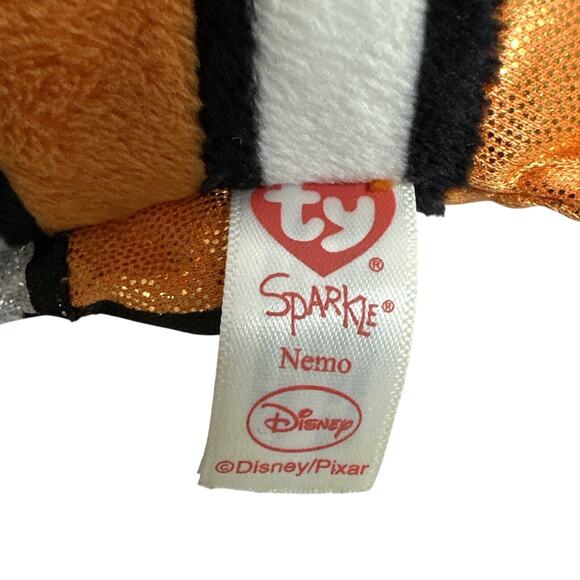 ty®
SPARKLE®
Nemo
Disney
©Disney/Pixar